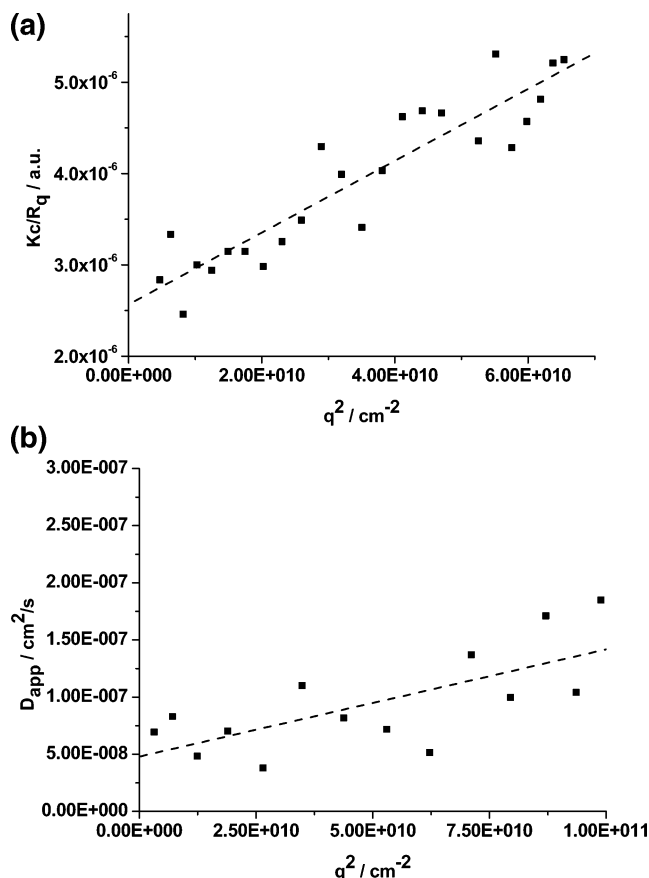 (a)
Kc/Rq / a.u.
5.0x10⁻⁶
4.0x10⁻⁶
3.0x10⁻⁶
2.0x10⁻⁶
0.00E+000 2.00E+010 4.00E+010 6.00E+010
q² / cm⁻²
(b)
Dapp / cm²/s
3.00E-007
2.50E-007
2.00E-007
1.50E-007
1.00E-007
5.00E-008
0.00E+000
0.00E+000 2.50E+010 5.00E+010 7.50E+010 1.00E+011
q² / cm⁻²